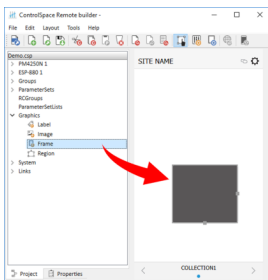 ControlSpace Remote builder -
File Edit Layout Tools Help
Demo.csp
PM4250N 1
ESP-880 1
Groups
ParameterSets
RCGroups
ParameterSetLists
Graphics
Label
Image
Frame
Region
System
Links
SITE NAME
COLLECTION1
Project Properties